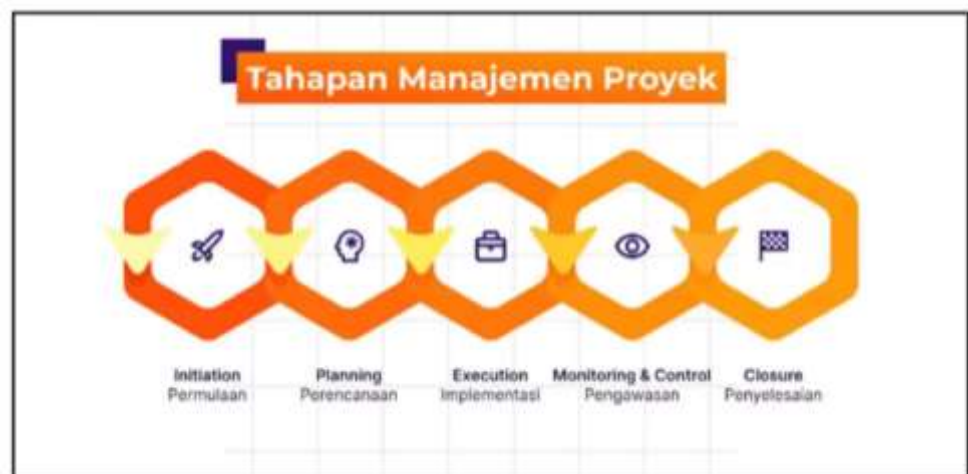 Tahapan Manajemen Proyek
Initiation
Permulaan
Planning
Perencanaan
Execution
Implementasi
Monitoring & Control
Pengawasan
Closure
Penyelesaian